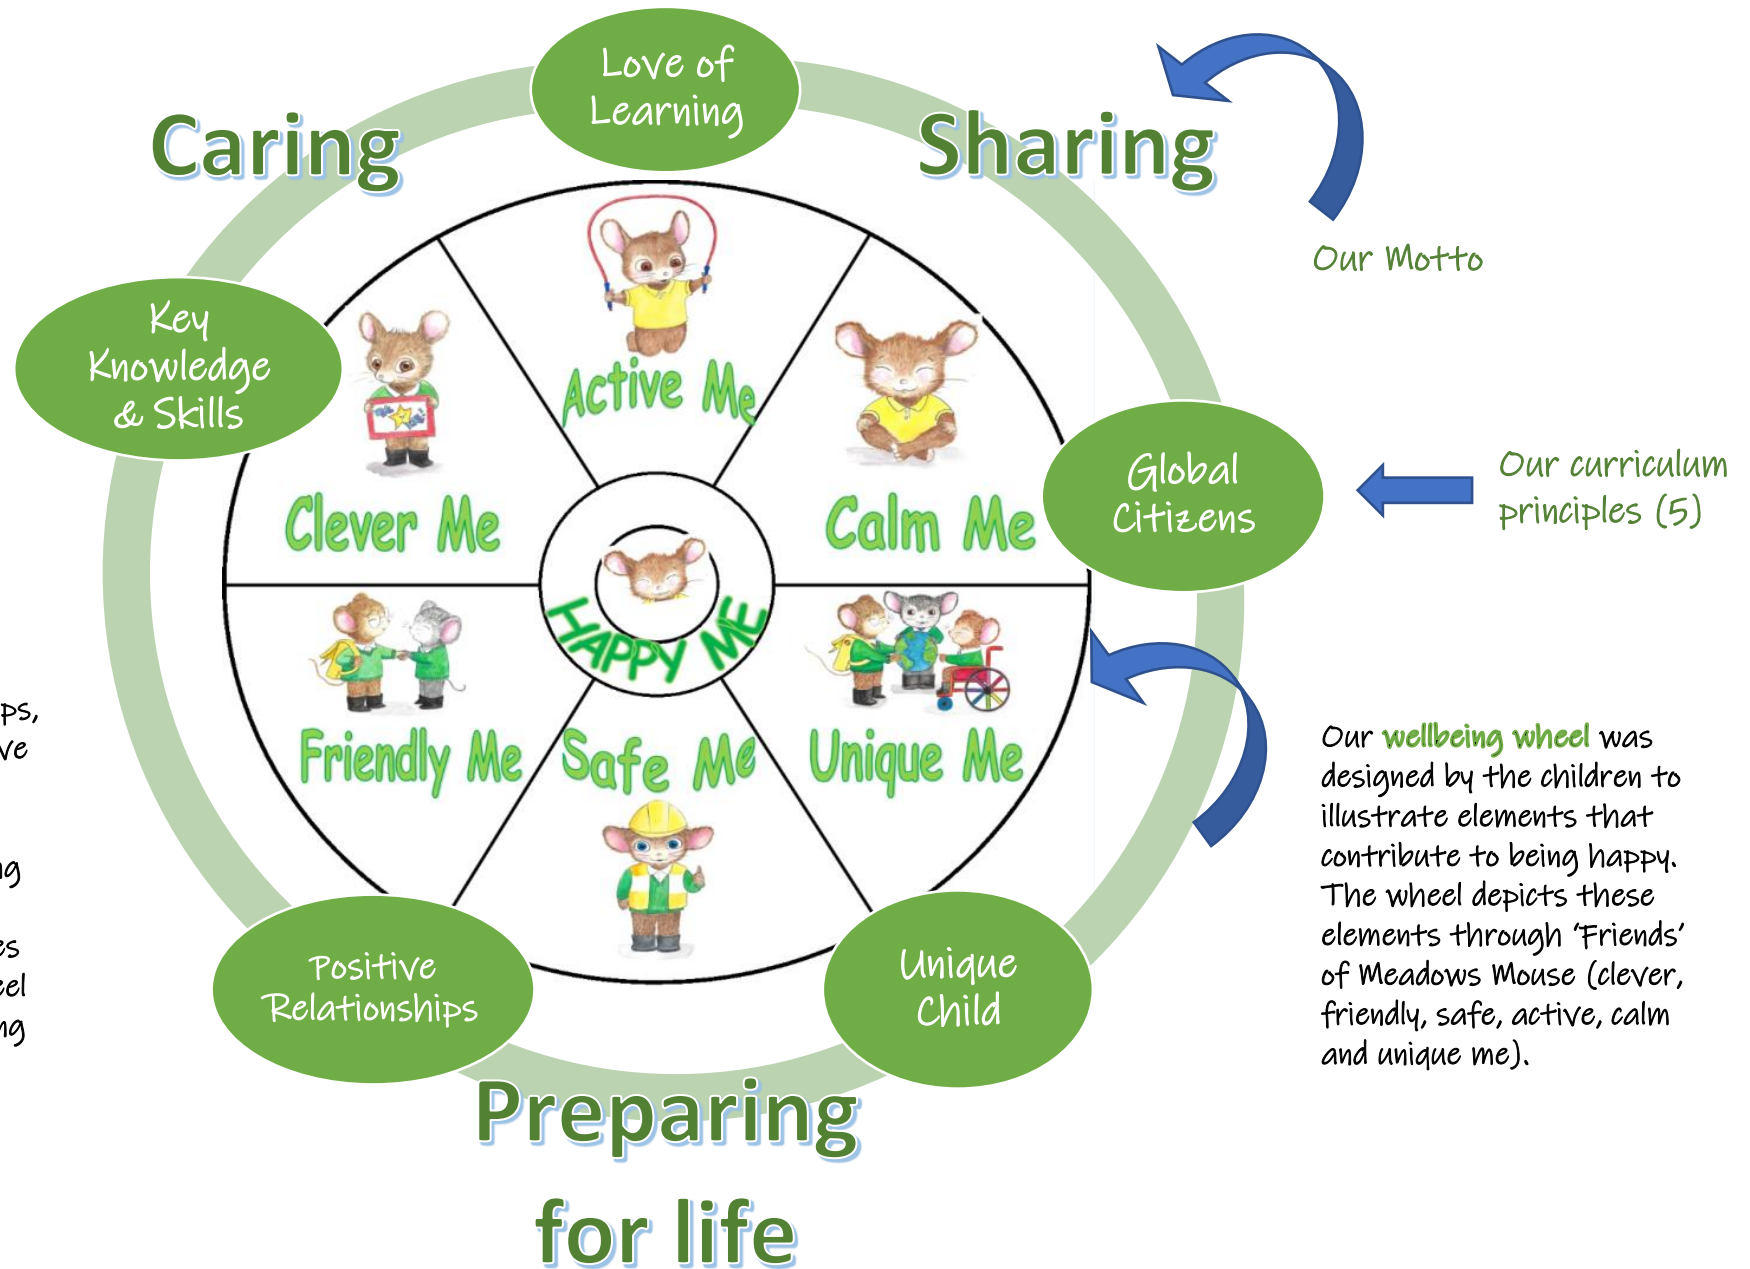 Love of
Learning
Caring
Sharing
Our Motto
Key
Knowledge
& Skills
Active Me
Clever Me
Calm Me
Global
Citizens
Our curriculum
principles (5)
HAPPY ME
Friendly Me
Safe Me
Unique Me
Our wellbeing wheel was
designed by the children to
illustrate elements that
contribute to being happy.
The wheel depicts these
elements through ‘Friends’
of Meadows Mouse (clever,
friendly, safe, active, calm
and unique me).
Positive
Relationships
Unique
Child
Preparing
for life